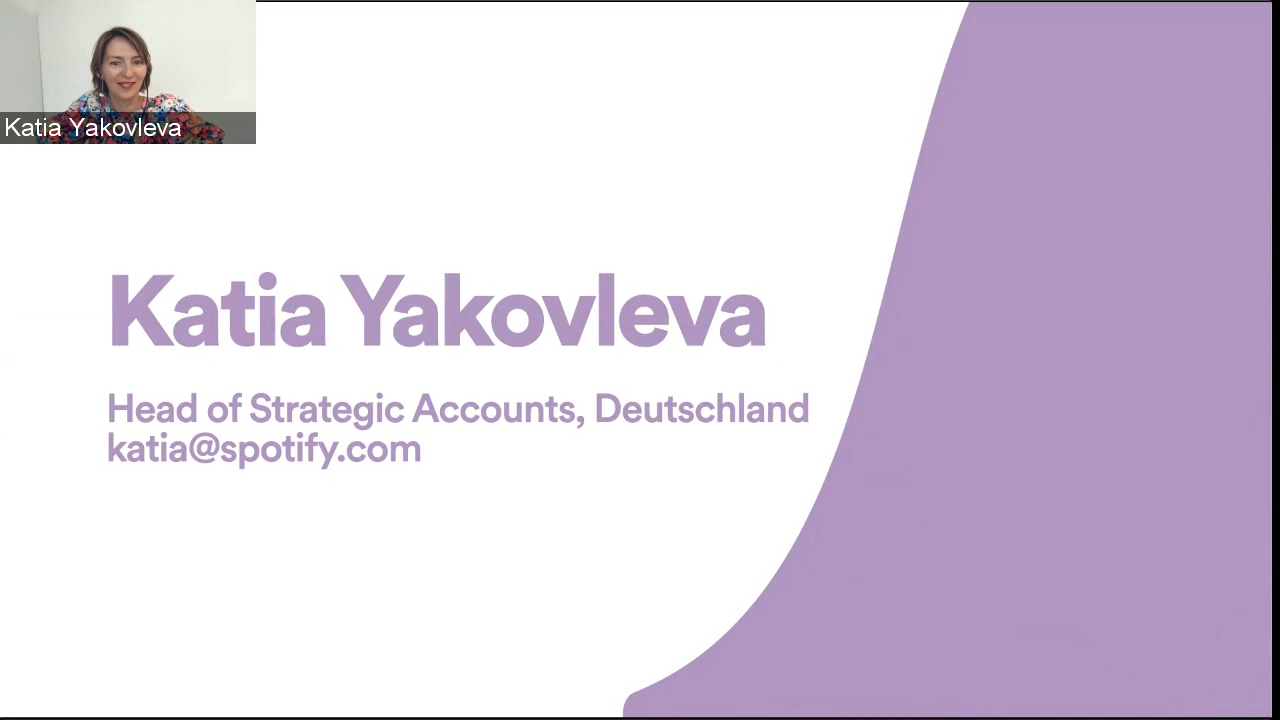 Katia Yakovleva
Katia Yakovleva
Head of Strategic Accounts, Deutschland
katia@spotify.com